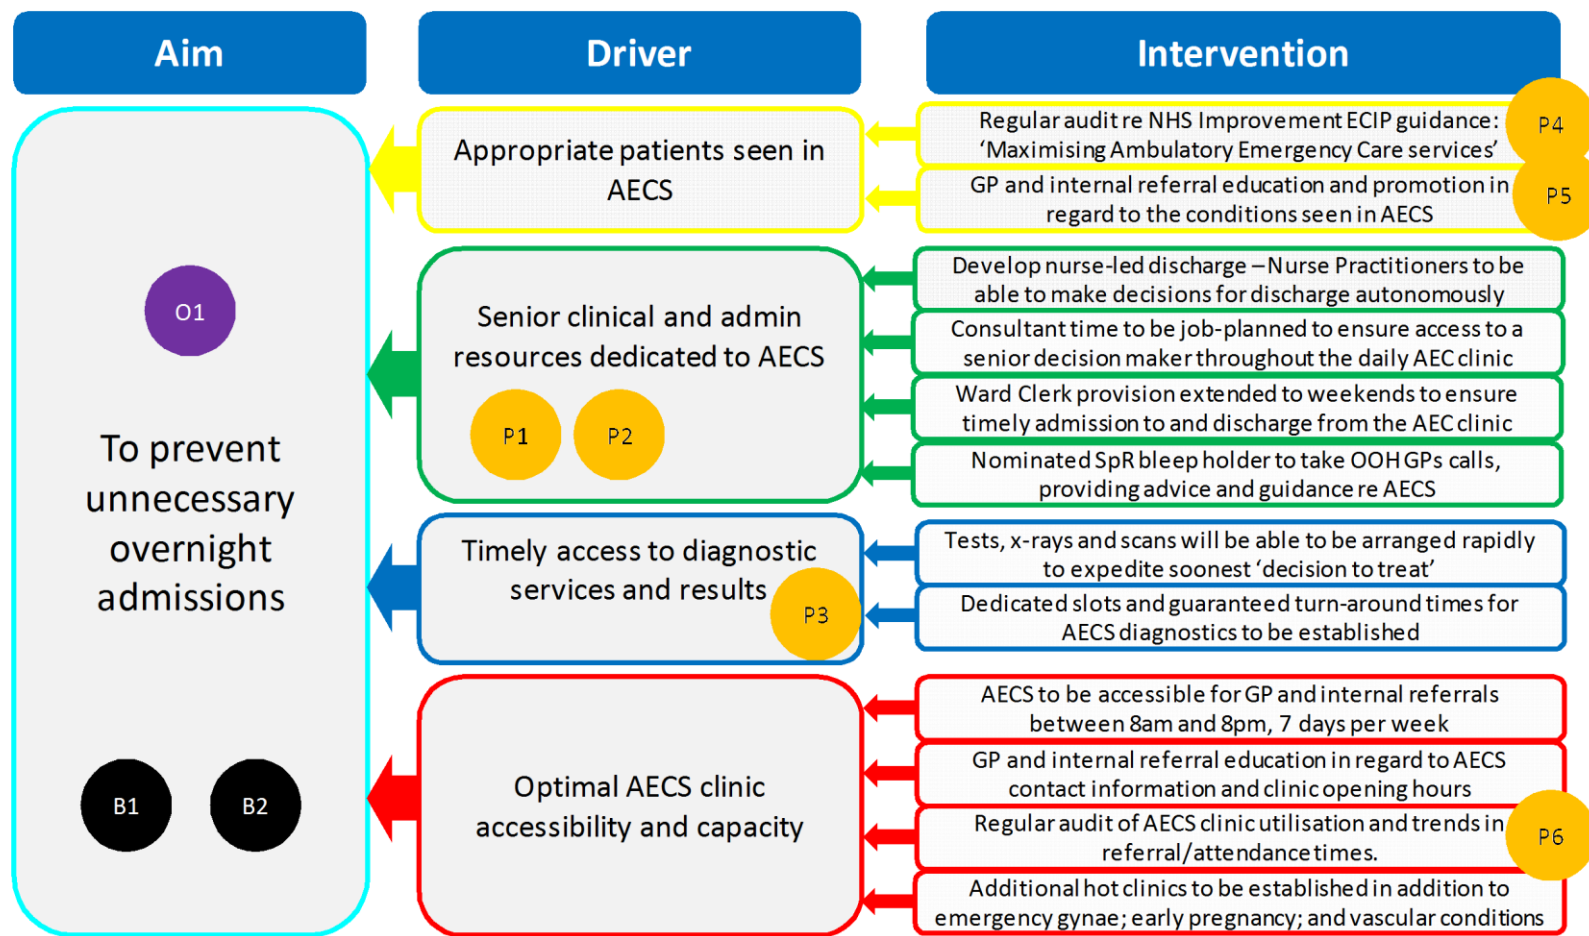 Aim
Driver
Intervention
To prevent
unnecessary
overnight
admissions
O1
B1
B2
Appropriate patients seen in
AECS
Regular audit re NHS Improvement ECIP guidance:
‘Maximising Ambulatory Emergency Care services’
P4
GP and internal referral education and promotion in
regard to the conditions seen in AECS
P5
Senior clinical and admin
resources dedicated to AECS
P1
P2
Develop nurse-led discharge – Nurse Practitioners to be
able to make decisions for discharge autonomously
Consultant time to be job-planned to ensure access to a
senior decision maker throughout the daily AEC clinic
Ward Clerk provision extended to weekends to ensure
timely admission to and discharge from the AEC clinic
Nominated SpR bleep holder to take OOH GPs calls,
providing advice and guidance re AECS
Timely access to diagnostic
services and results
P3
Tests, x-rays and scans will be able to be arranged rapidly
to expedite soonest ‘decision to treat’
Dedicated slots and guaranteed turn-around times for
AECS diagnostics to be established
Optimal AECS clinic
accessibility and capacity
AECS to be accessible for GP and internal referrals
between 8am and 8pm, 7 days per week
GP and internal referral education in regard to AECS
contact information and clinic opening hours
Regular audit of AECS clinic utilisation and trends in
referral/attendance times.
P6
Additional hot clinics to be established in addition to
emergency gynae; early pregnancy; and vascular conditions